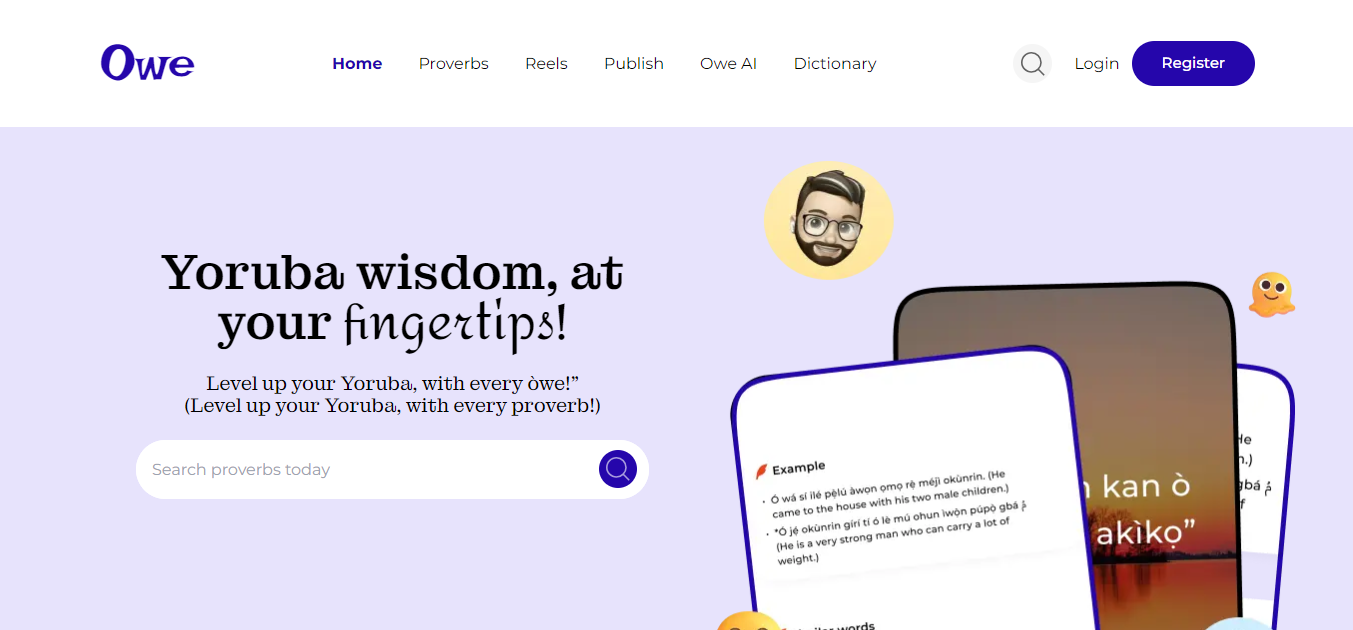 Owe
Home
Proverbs
Reels
Publish
Owe AI
Dictionary
Login
Register
Yoruba wisdom, at
your fingertips!
Level up your Yoruba, with every òwe!”
(Level up your Yoruba, with every proverb!)
Search proverbs today
Example
Ó wá sí ilé pẹ̀lú àwọn ọmọ rẹ̀ méjì okùnrin. (He
came to the house with his two male children.)
*Ó jẹ́ okùnrin gírí tí ó lè mú ohun ìwọ̀n púpọ̀ gbá
(He is a very strong man who can carry a lot of
weight.)
words
kan ò
akìkọ”
He
gbá